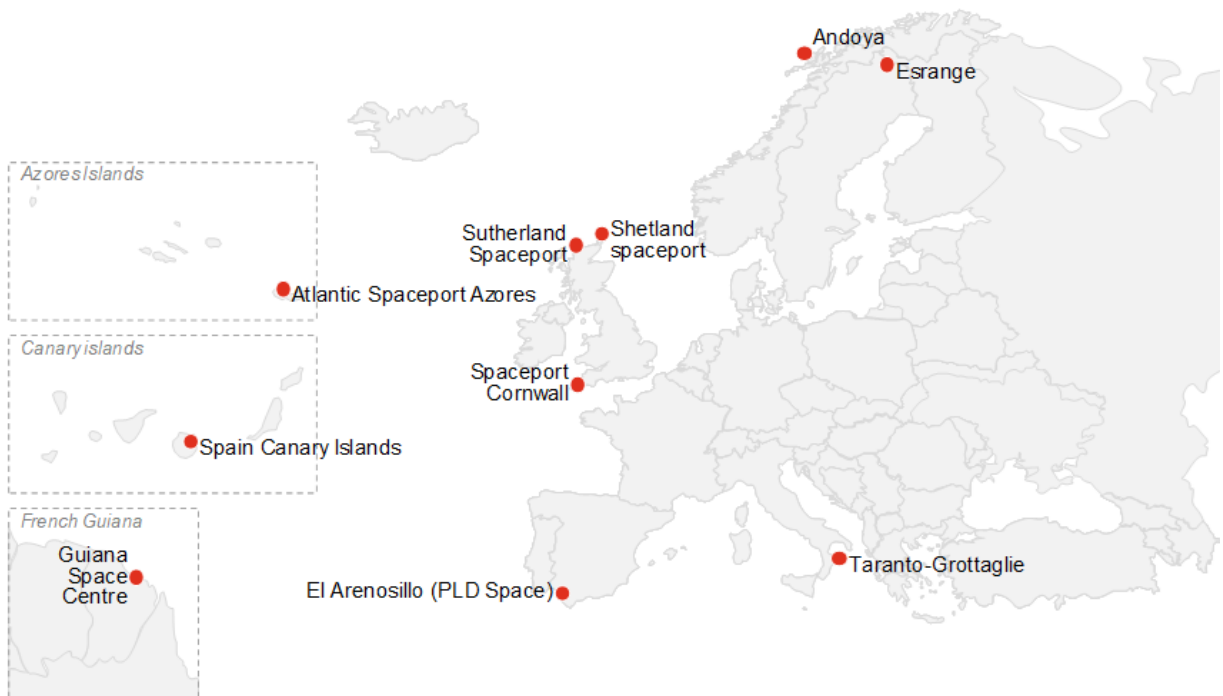 Andoya
Esrange
Azores Islands
Sutherland
Spaceport
Shetland
spaceport
Atlantic Spaceport Azores
Canary islands
Spaceport
Cornwall
Spain Canary Islands
French Guiana
Guiana
Space
Centre
El Arenosillo (PLD Space)
Taranto-Grottaglie